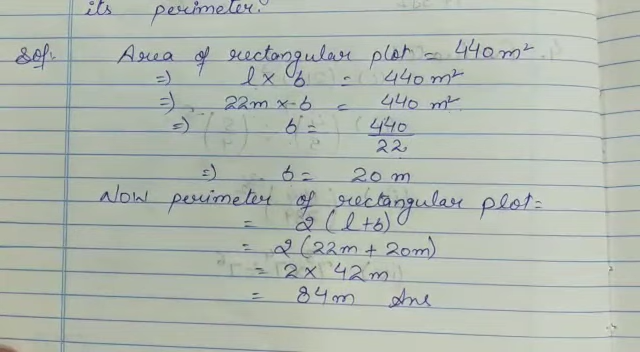 its perimeter.
Sol:. Area of rectangular plot = 440 m²
=) l x b = 440 m²
=) 22m x b = 440 m²
=) b = 440/22
=) b = 20 m
Now perimeter of rectangular plot=
= 2 (l+b)
= 2 (22m + 20m)
= 2 x 42 m
= 84m Ans